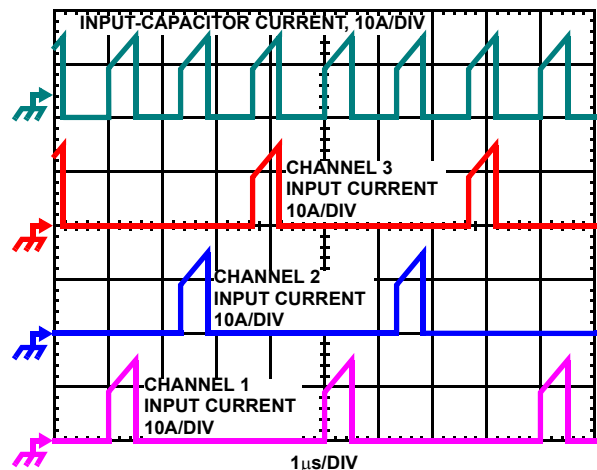 INPUT-CAPACITOR CURRENT, 10A/DIV
CHANNEL 3
INPUT CURRENT
10A/DIV
CHANNEL 2
INPUT CURRENT
10A/DIV
CHANNEL 1
INPUT CURRENT
10A/DIV
1μs/DIV